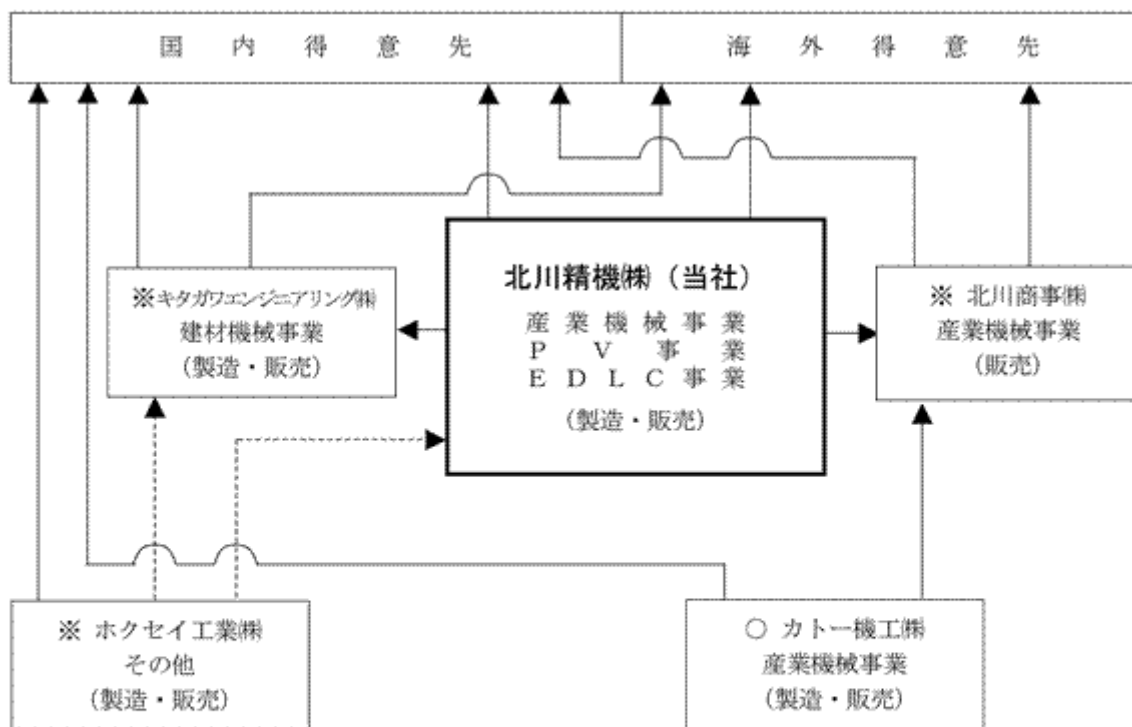 国内得意先
海外得意先
北川精機㈱（当社）
産業機械事業
ＰＶ事業
ＥＤＬＣ事業
（製造・販売）
※キタガワエンジニアリング㈱
建材機械事業
（製造・販売）
※ 北川商事㈱
産業機械事業
（販売）
※ ホクセイ工業㈱
その他
（製造・販売）
○ カトー機工㈱
産業機械事業
（製造・販売）